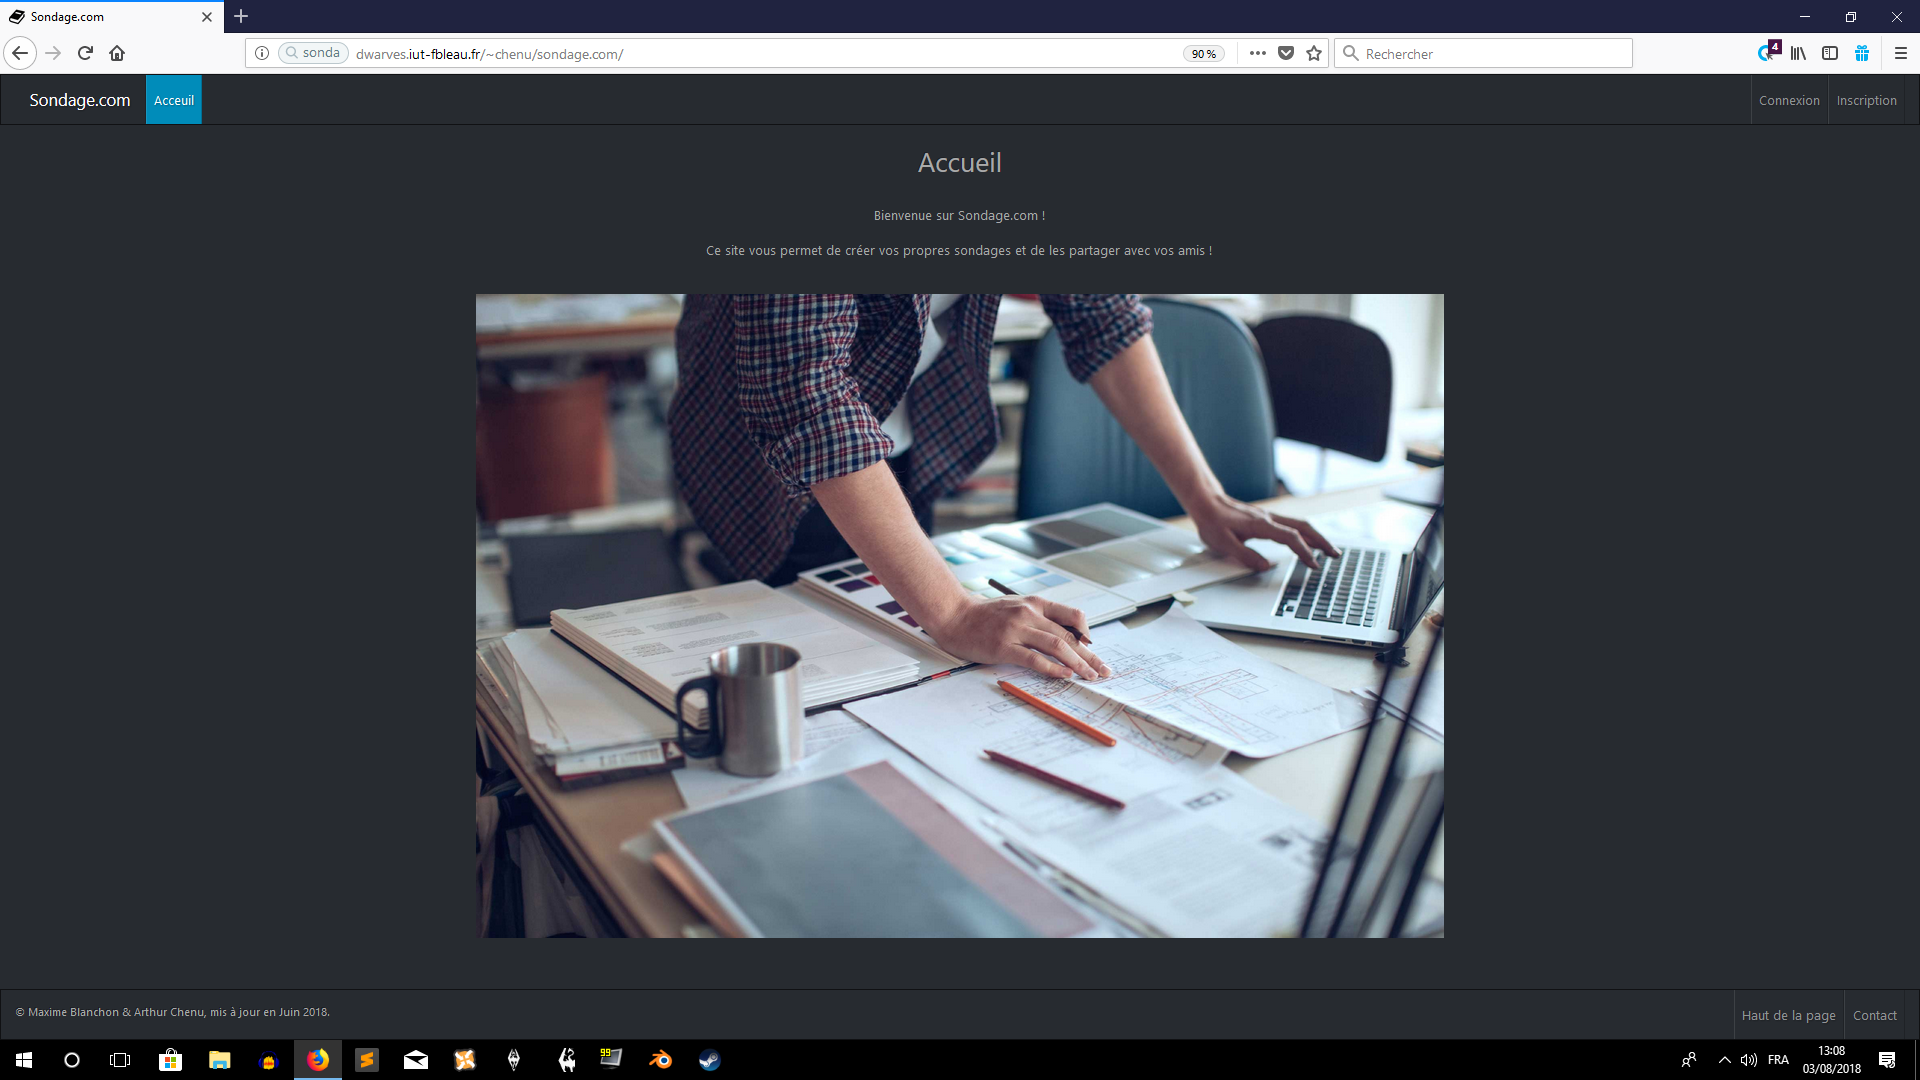 Sondage.com
sonda
dwarves.iut-fbleau.fr/~chenu/sondage.com/
90 %
Rechercher
4
Sondage.com
Acceuil
Connexion
Inscription
Accueil
Bienvenue sur Sondage.com !
Ce site vous permet de créer vos propres sondages et de les partager avec vos amis !
© Maxime Blanchon & Arthur Chenu, mis à jour en Juin 2018.
Haut de la page
Contact
99
FRA
13:08
03/08/2018